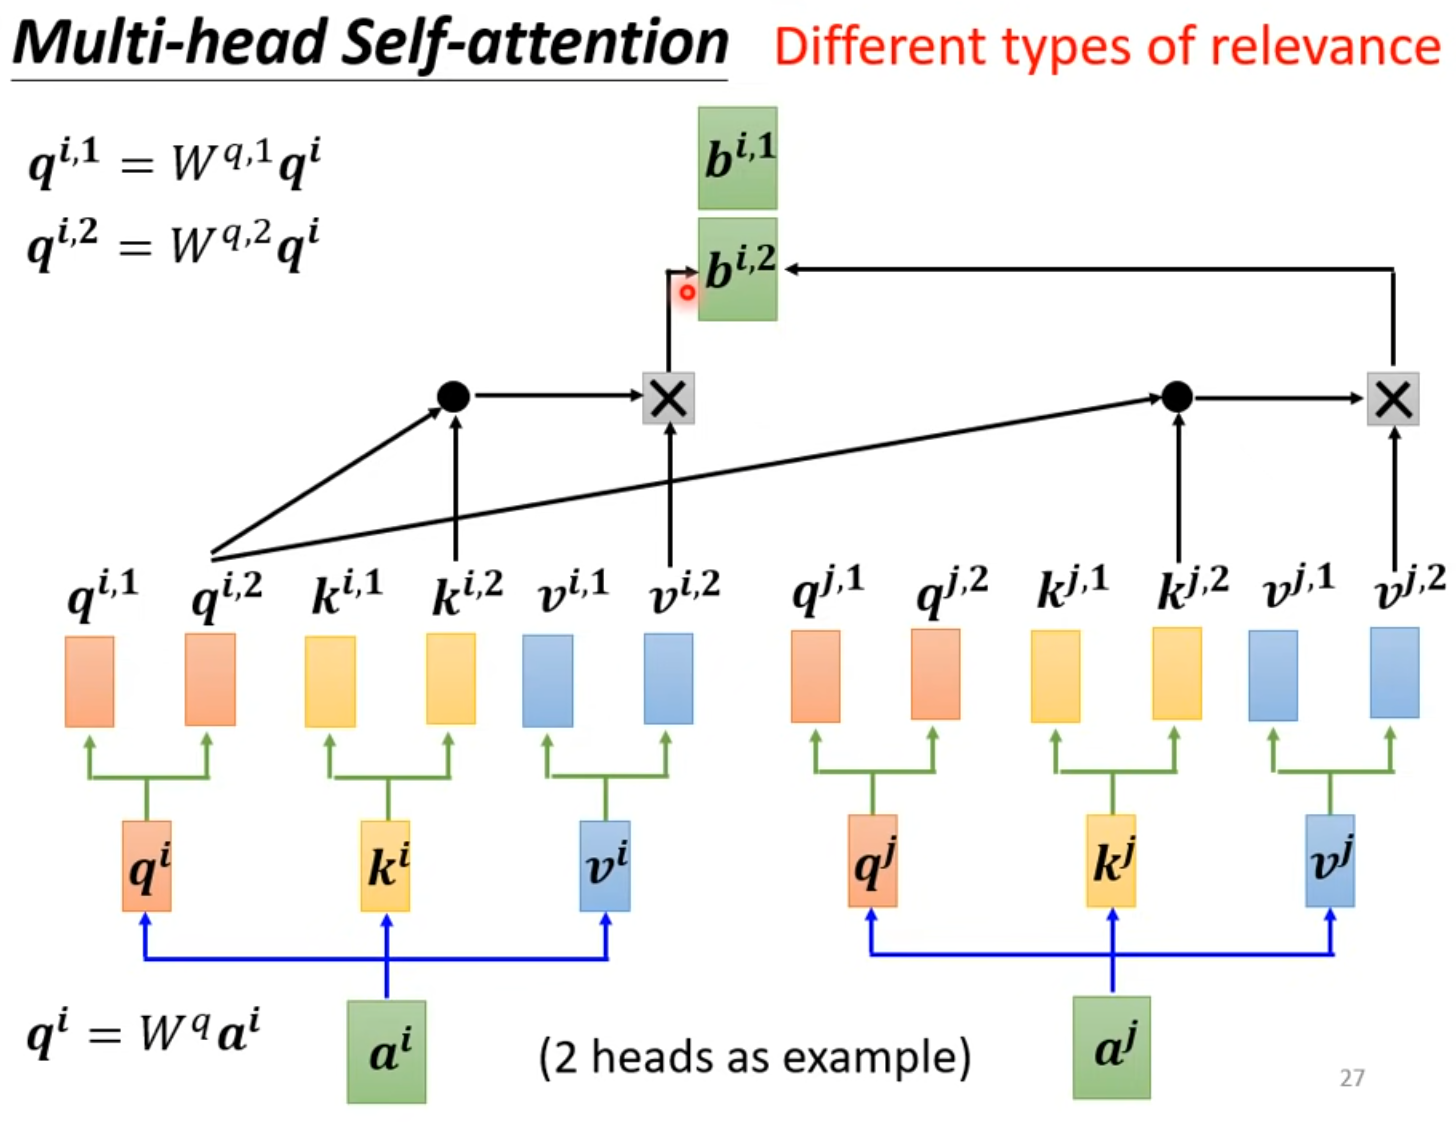 Multi-head Self-attention Different types of relevance
q^{i,1} = W^{q,1}q^i
q^{i,2} = W^{q,2}q^i
b^{i,1}
b^{i,2}
q^{i,1} q^{i,2} k^{i,1} k^{i,2} v^{i,1} v^{i,2} q^{j,1} q^{j,2} k^{j,1} k^{j,2} v^{j,1} v^{j,2}
q^i k^i v^i q^j k^j v^j
q^i = W^q a^i
a^i (2 heads as example) a^j
27